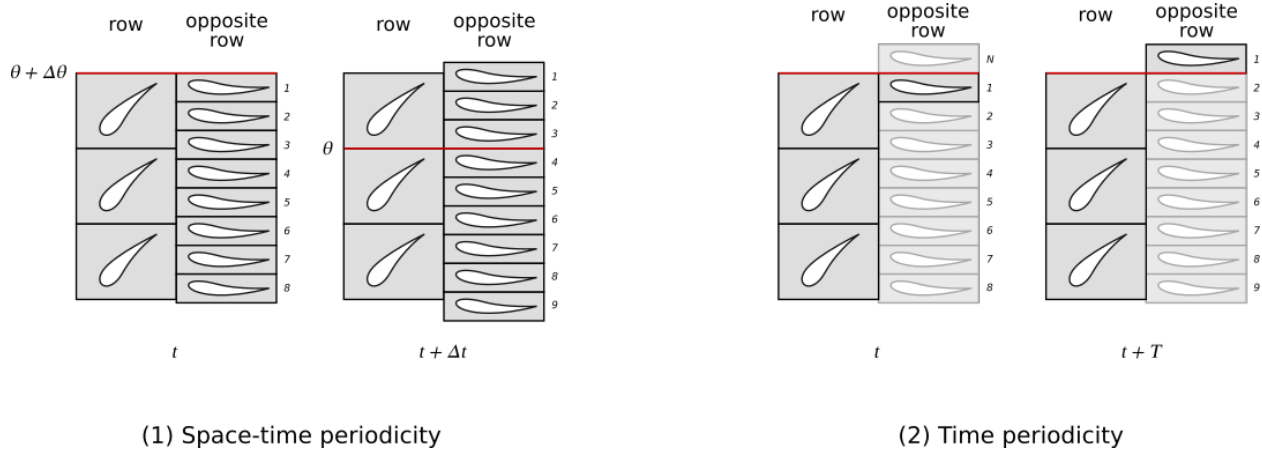 row
opposite
row
row
opposite
row
θ + Δθ
1
2
3
4
5
6
7
8
θ
1
2
3
4
5
6
7
8
9
t
t + Δt
(1) Space-time periodicity
row
opposite
row
row
opposite
row
N
1
2
3
4
5
6
7
8
1
2
3
4
5
6
7
8
9
t
t + T
(2) Time periodicity